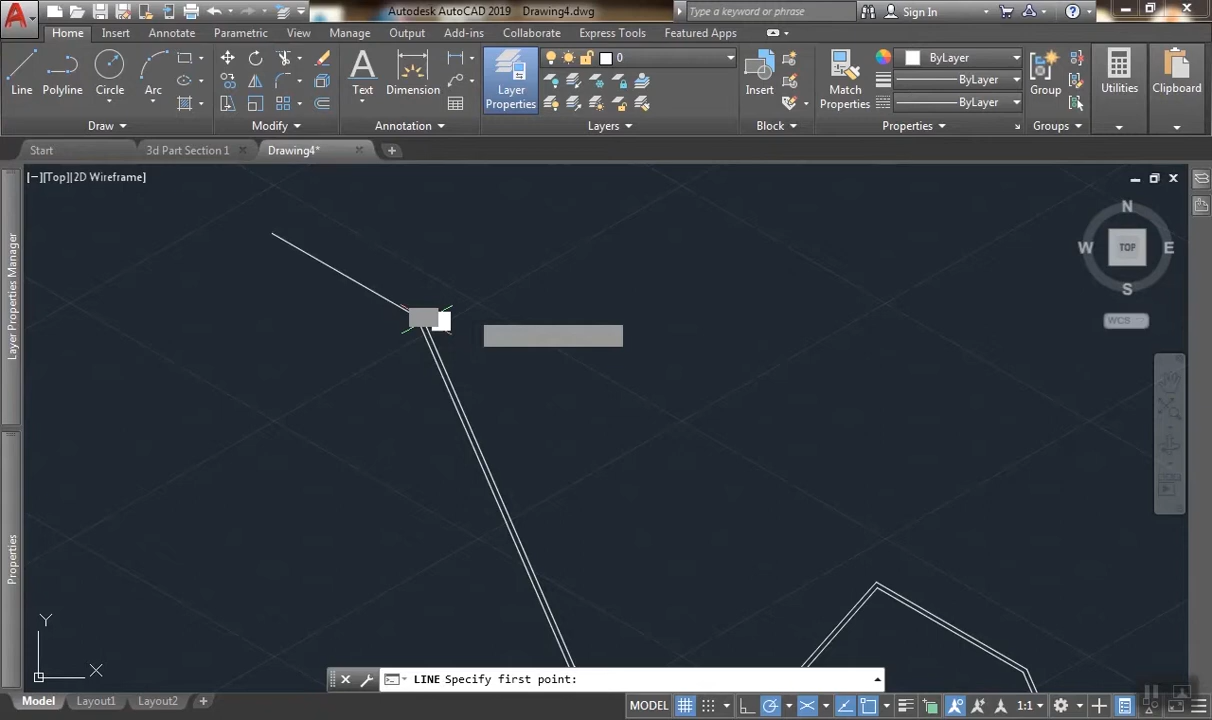 Autodesk AutoCAD 2019 Drawing4.dwg
Type a keyword or phrase
Sign In
Home Insert Annotate Parametric View Manage Output Add-ins Collaborate Express Tools Featured Apps
Line Polyline Circle Arc
Text Dimension
Layer Properties
0
Insert
Match Properties
ByLayer
ByLayer
ByLayer
Group
Utilities
Clipboard
Draw Modify Annotation Layers Block Properties Groups
Start 3d Part Section 1 Drawing4*
[−][Top][2D Wireframe]
N
W TOP E
S
WCS
Layer Properties Manager
Properties
Y
X
LINE Specify first point:
Model Layout1 Layout2
MODEL
1:1